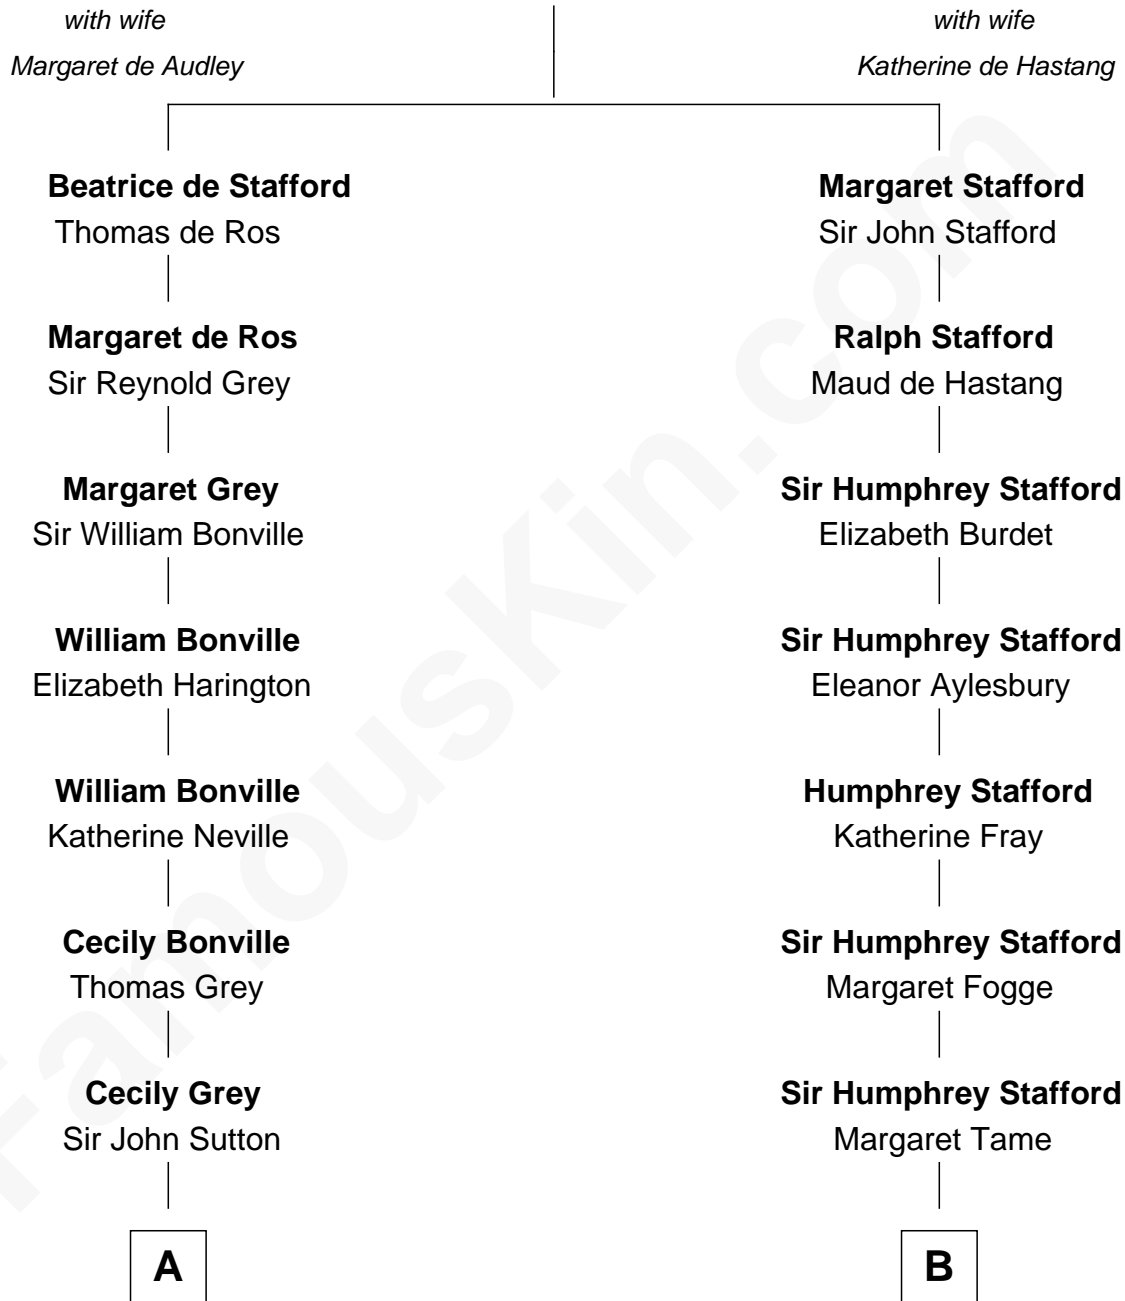 with wife
Margaret de Audley
with wife
Katherine de Hastang
Beatrice de Stafford
Thomas de Ros
Margaret Stafford
Sir John Stafford
Margaret de Ros
Sir Reynold Grey
Ralph Stafford
Maud de Hastang
Margaret Grey
Sir William Bonville
Sir Humphrey Stafford
Elizabeth Burdet
William Bonville
Elizabeth Harington
Sir Humphrey Stafford
Eleanor Aylesbury
William Bonville
Katherine Neville
Humphrey Stafford
Katherine Fray
Cecily Bonville
Thomas Grey
Sir Humphrey Stafford
Margaret Fogge
Cecily Grey
Sir John Sutton
Sir Humphrey Stafford
Margaret Tame
A
B
FamousKin.com